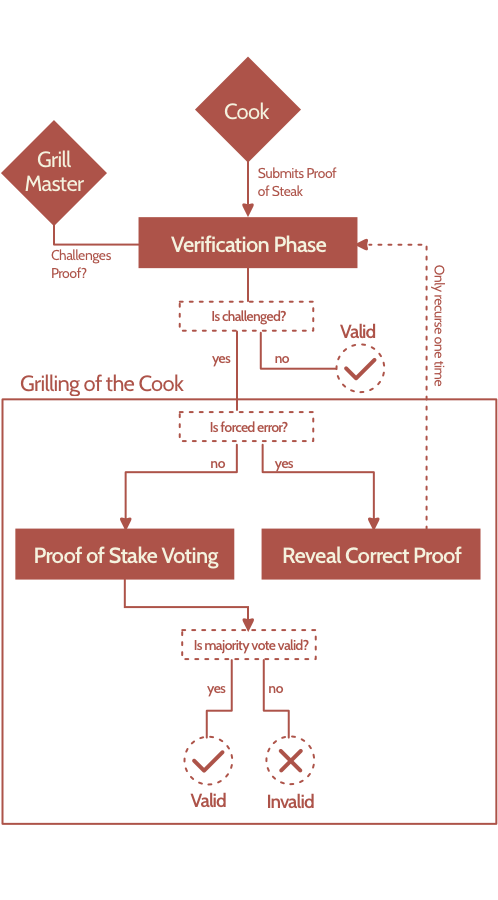 Cook
Grill
Master
Submits Proof
of Steak
Verification Phase
Challenges
Proof?
Only recurse one time
Is challenged?
Valid
yes
no
Grilling of the Cook
Is forced error?
no
yes
Proof of Stake Voting
Reveal Correct Proof
Is majority vote valid?
yes
no
Valid
Invalid